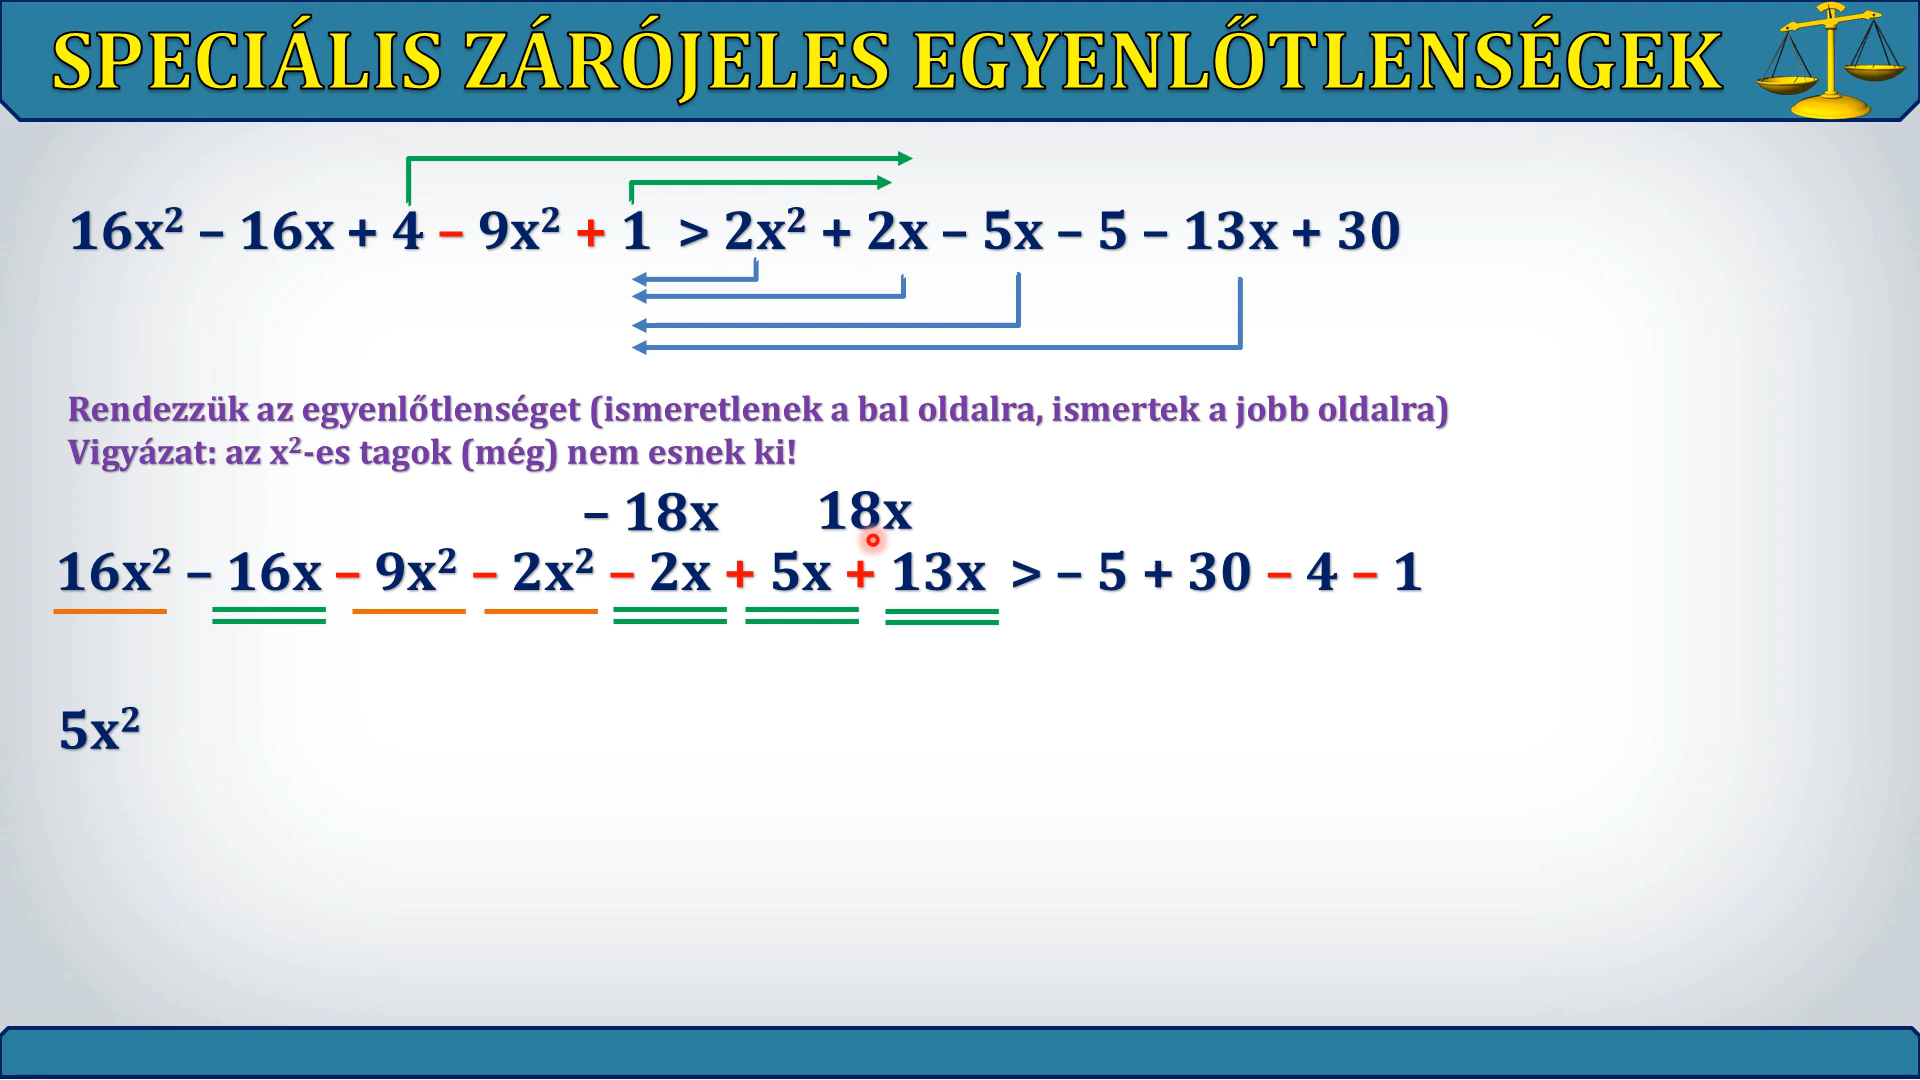 SPECIÁLIS ZÁRÓJELES EGYENLŐTLENSÉGEK
16x² – 16x + 4 – 9x² + 1 > 2x² + 2x – 5x – 5 – 13x + 30
Rendezzük az egyenlőtlenséget (ismeretlenek a bal oldalra, ismertek a jobb oldalra)
Vigyázat: az x²-es tagok (még) nem esnek ki!
– 18x 18x
16x² – 16x – 9x² – 2x² – 2x + 5x + 13x > – 5 + 30 – 4 – 1
5x²